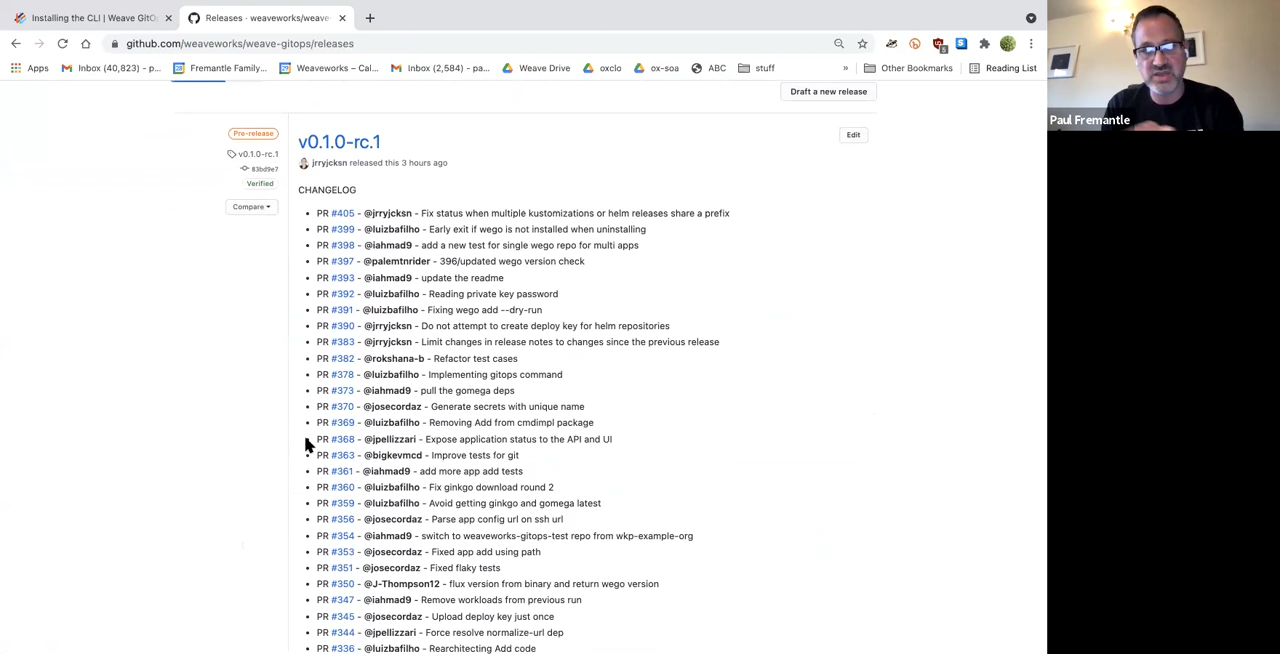 Installing the CLI | Weave GitO
Releases · weaveworks/weave-
github.com/weaveworks/weave-gitops/releases
5
Apps
Inbox (40,823) - p...
Fremantle Family...
Weaveworks – Cal...
Inbox (2,584) - pa...
Weave Drive
oxclo
ox-soa
ABC
stuff
»
Other Bookmarks
Reading List
Draft a new release
Pre-release
v0.1.0-rc.1
83bd9e7
Verified
Compare
v0.1.0-rc.1
Edit
jrryjcksn released this 3 hours ago
CHANGELOG
• PR #405 - @jrryjcksn - Fix status when multiple kustomizations or helm releases share a prefix
• PR #399 - @luizbafilho - Early exit if wego is not installed when uninstalling
• PR #398 - @iahmad9 - add a new test for single wego repo for multi apps
• PR #397 - @palemtnrider - 396/updated wego version check
• PR #393 - @iahmad9 - update the readme
• PR #392 - @luizbafilho - Reading private key password
• PR #391 - @luizbafilho - Fixing wego add --dry-run
• PR #390 - @jrryjcksn - Do not attempt to create deploy key for helm repositories
• PR #383 - @jrryjcksn - Limit changes in release notes to changes since the previous release
• PR #382 - @rokshana-b - Refactor test cases
• PR #378 - @luizbafilho - Implementing gitops command
• PR #373 - @iahmad9 - pull the gomega deps
• PR #370 - @josecordaz - Generate secrets with unique name
• PR #369 - @luizbafilho - Removing Add from cmdimpl package
• PR #368 - @jpellizzari - Expose application status to the API and UI
• PR #363 - @bigkevmcd - Improve tests for git
• PR #361 - @iahmad9 - add more app add tests
• PR #360 - @luizbafilho - Fix ginkgo download round 2
• PR #359 - @luizbafilho - Avoid getting ginkgo and gomega latest
• PR #356 - @josecordaz - Parse app config url on ssh url
• PR #354 - @iahmad9 - switch to weaveworks-gitops-test repo from wkp-example-org
• PR #353 - @josecordaz - Fixed app add using path
• PR #351 - @josecordaz - Fixed flaky tests
• PR #350 - @J-Thompson12 - flux version from binary and return wego version
• PR #347 - @iahmad9 - Remove workloads from previous run
• PR #345 - @josecordaz - Upload deploy key just once
• PR #344 - @jpellizzari - Force resolve normalize-url dep
• PR #336 - @luizbafilho - Rearchitecting Add code
Paul Fremantle